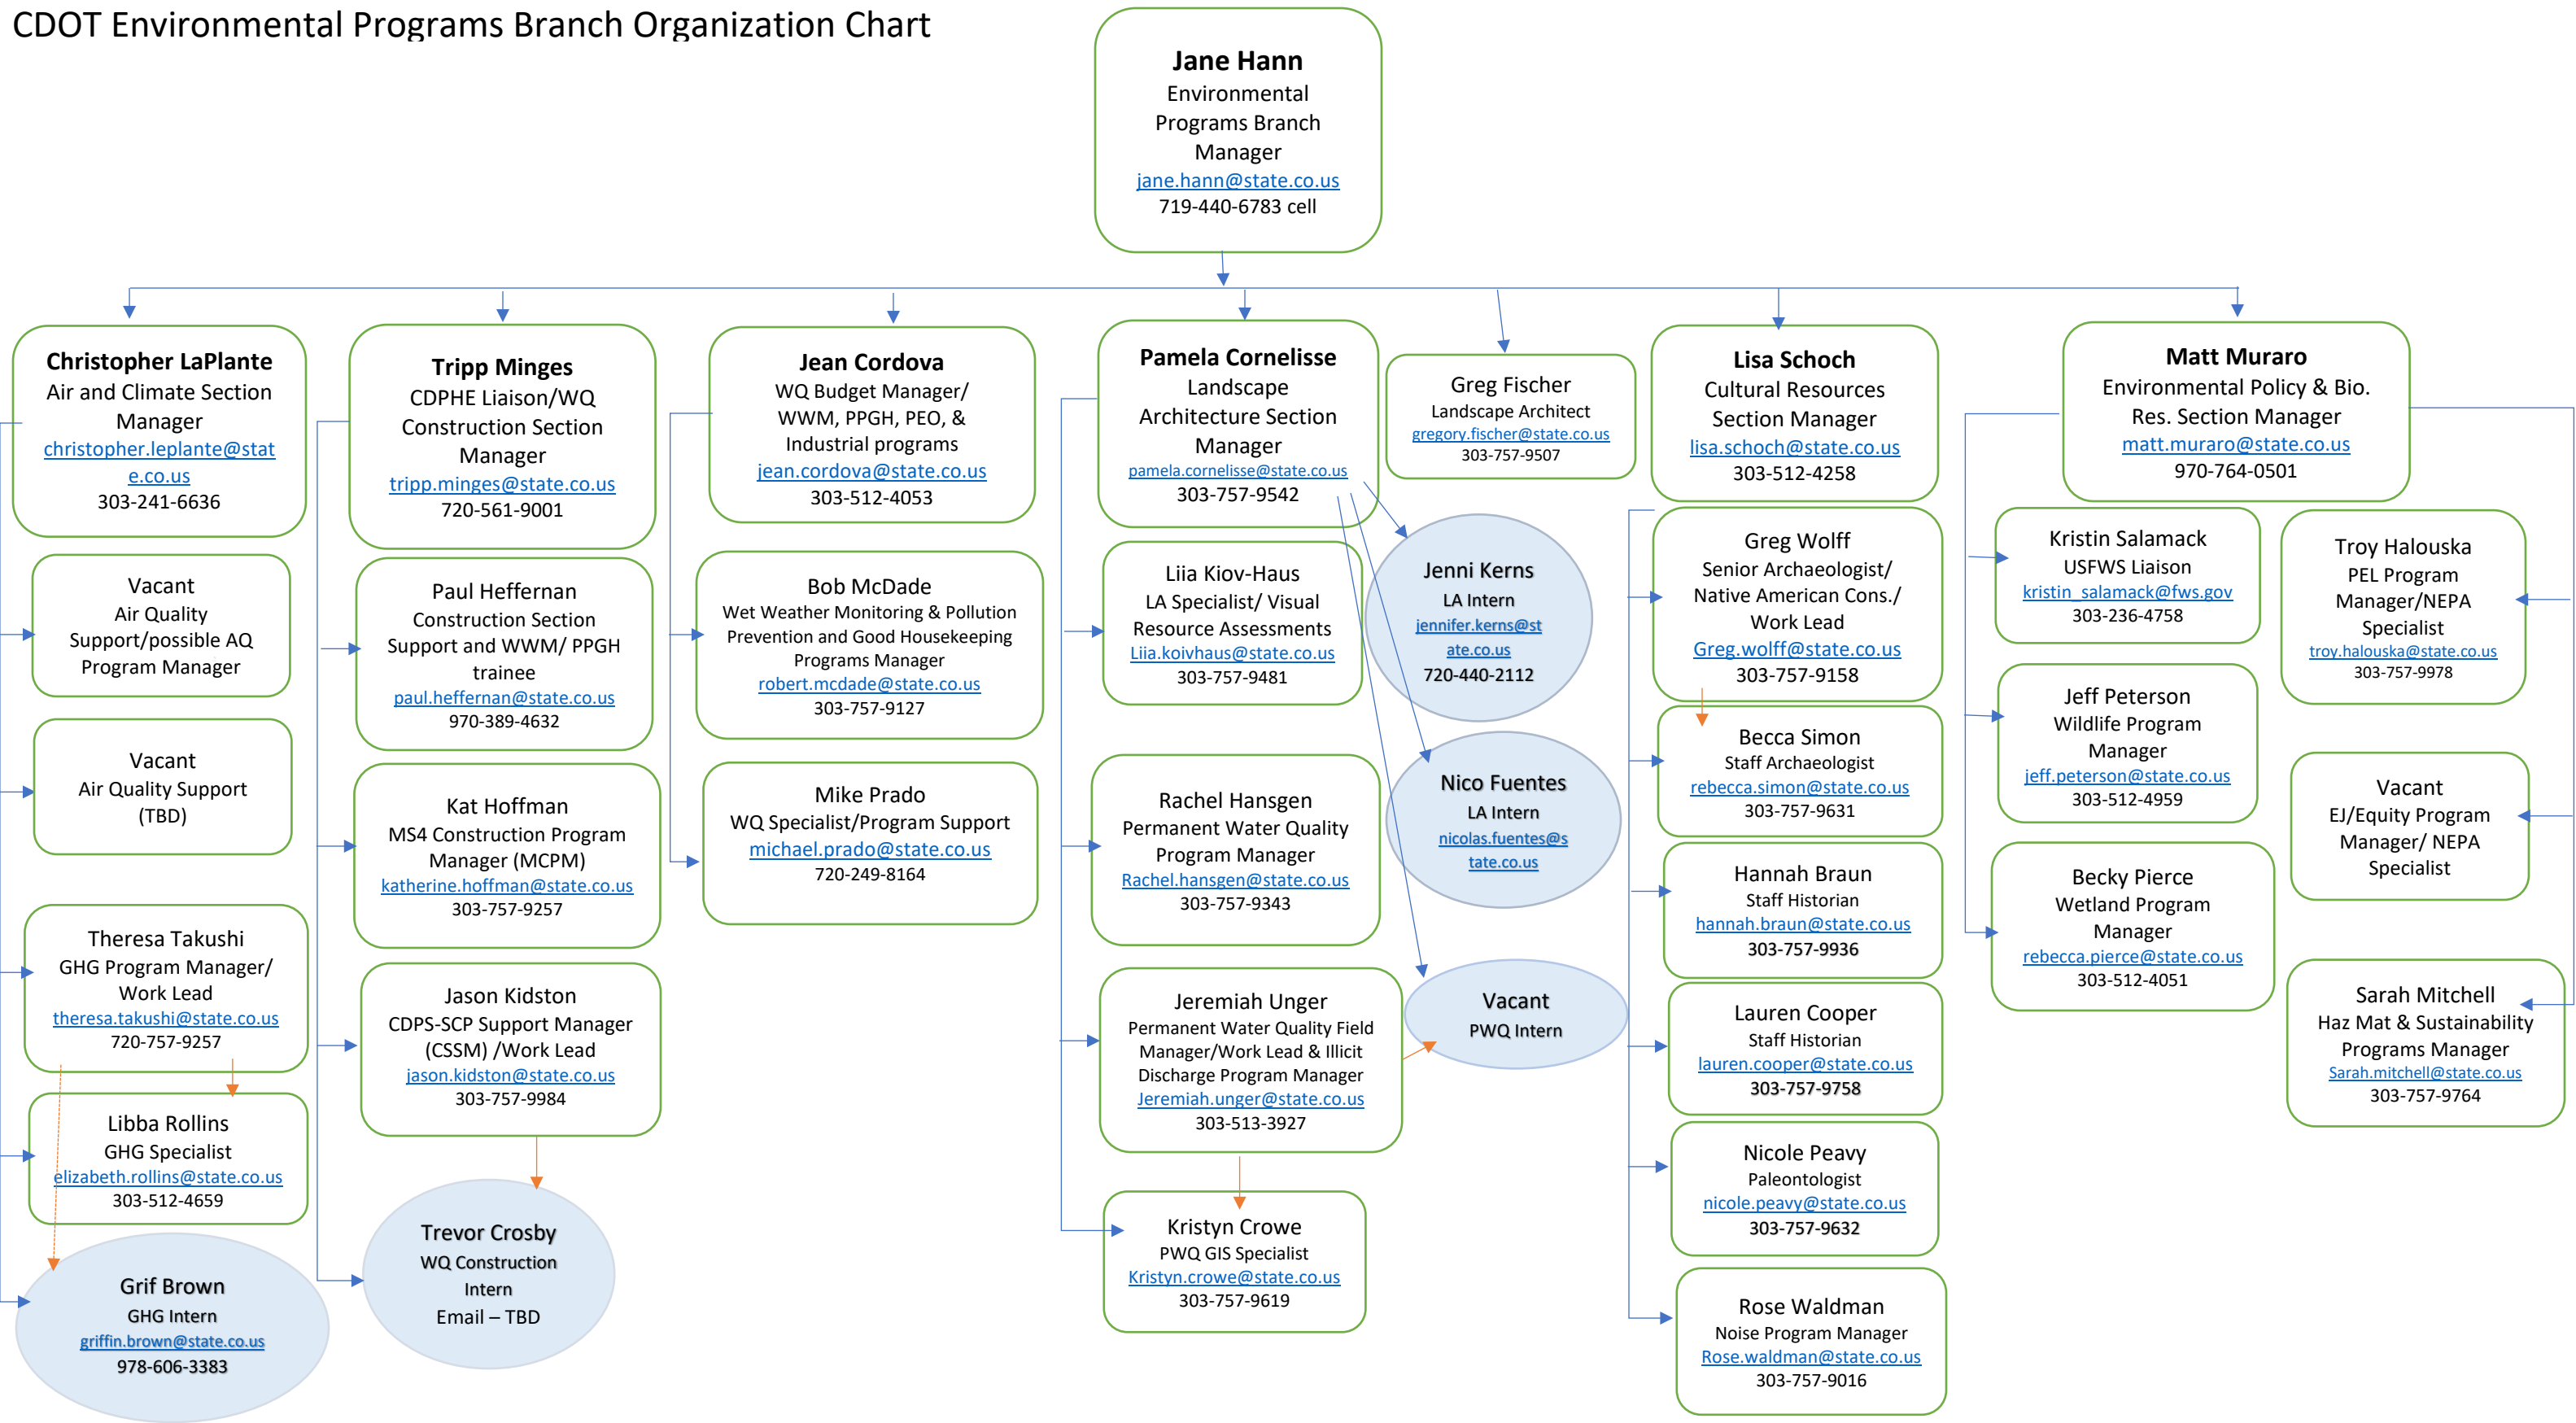 CDOT Environmental Programs Branch Organization Chart
Jane Hann
Environmental
Programs Branch
Manager
jane.hann@state.co.us
719-440-6783 cell
Christopher LaPlante
Air and Climate Section
Manager
christopher.leplante@stat
e.co.us
303-241-6636
Vacant
Air Quality
Support/possible AQ
Program Manager
Vacant
Air Quality Support
(TBD)
Theresa Takushi
GHG Program Manager/
Work Lead
theresa.takushi@state.co.us
720-757-9257
Libba Rollins
GHG Specialist
elizabeth.rollins@state.co.us
303-512-4659
Grif Brown
GHG Intern
griffin.brown@state.co.us
978-606-3383
Tripp Minges
CDPHE Liaison/WQ
Construction Section
Manager
tripp.minges@state.co.us
720-561-9001
Paul Heffernan
Construction Section
Support and WWM/ PPGH
trainee
paul.heffernan@state.co.us
970-389-4632
Kat Hoffman
MS4 Construction Program
Manager (MCPM)
katherine.hoffman@state.co.us
303-757-9257
Jason Kidston
CDPS-SCP Support Manager
(CSSM) /Work Lead
jason.kidston@state.co.us
303-757-9984
Trevor Crosby
WQ Construction
Intern
Email – TBD
Jean Cordova
WQ Budget Manager/
WWM, PPGH, PEO, &
Industrial programs
jean.cordova@state.co.us
303-512-4053
Bob McDade
Wet Weather Monitoring & Pollution
Prevention and Good Housekeeping
Programs Manager
robert.mcdade@state.co.us
303-757-9127
Mike Prado
WQ Specialist/Program Support
michael.prado@state.co.us
720-249-8164
Pamela Cornelisse
Landscape
Architecture Section
Manager
pamela.cornelisse@state.co.us
303-757-9542
Liia Kiov-Haus
LA Specialist/ Visual
Resource Assessments
Liia.koivhaus@state.co.us
303-757-9481
Rachel Hansgen
Permanent Water Quality
Program Manager
Rachel.hansgen@state.co.us
303-757-9343
Jeremiah Unger
Permanent Water Quality Field
Manager/Work Lead & Illicit
Discharge Program Manager
Jeremiah.unger@state.co.us
303-513-3927
Kristyn Crowe
PWQ GIS Specialist
Kristyn.crowe@state.co.us
303-757-9619
Greg Fischer
Landscape Architect
gregory.fischer@state.co.us
303-757-9507
Jenni Kerns
LA Intern
jennifer.kerns@st
ate.co.us
720-440-2112
Nico Fuentes
LA Intern
nicolas.fuentes@s
tate.co.us
Vacant
PWQ Intern
Lisa Schoch
Cultural Resources
Section Manager
lisa.schoch@state.co.us
303-512-4258
Greg Wolff
Senior Archaeologist/
Native American Cons./
Work Lead
Greg.wolff@state.co.us
303-757-9158
Becca Simon
Staff Archaeologist
rebecca.simon@state.co.us
303-757-9631
Hannah Braun
Staff Historian
hannah.braun@state.co.us
303-757-9936
Lauren Cooper
Staff Historian
lauren.cooper@state.co.us
303-757-9758
Nicole Peavy
Paleontologist
nicole.peavy@state.co.us
303-757-9632
Rose Waldman
Noise Program Manager
Rose.waldman@state.co.us
303-757-9016
Matt Muraro
Environmental Policy & Bio.
Res. Section Manager
matt.muraro@state.co.us
970-764-0501
Kristin Salamack
USFWS Liaison
kristin_salamack@fws.gov
303-236-4758
Jeff Peterson
Wildlife Program
Manager
jeff.peterson@state.co.us
303-512-4959
Becky Pierce
Wetland Program
Manager
rebecca.pierce@state.co.us
303-512-4051
Troy Halouska
PEL Program
Manager/NEPA
Specialist
troy.halouska@state.co.us
303-757-9978
Vacant
EJ/Equity Program
Manager/ NEPA
Specialist
Sarah Mitchell
Haz Mat & Sustainability
Programs Manager
Sarah.mitchell@state.co.us
303-757-9764